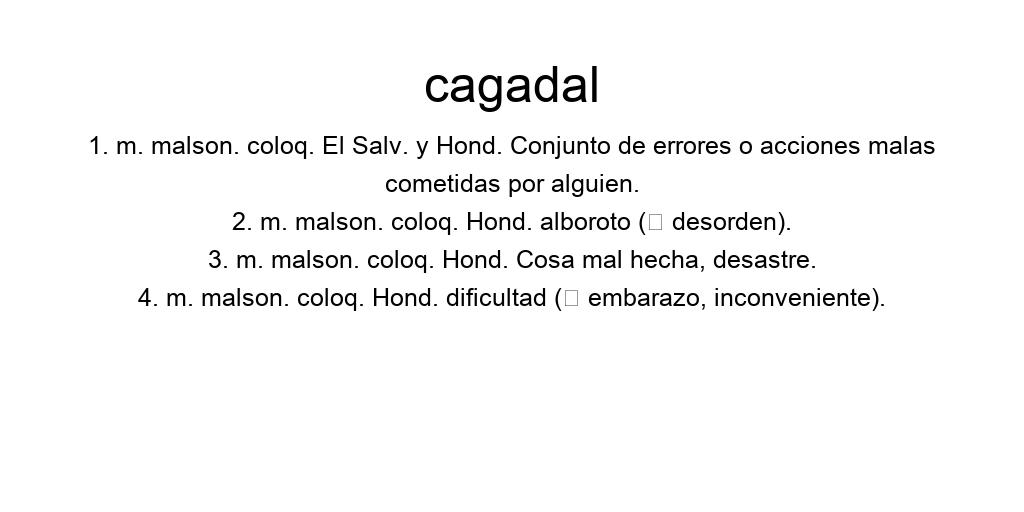 cagadal
1. m. malson. coloq. El Salv. y Hond. Conjunto de errores o acciones malas
cometidas por alguien.
2. m. malson. coloq. Hond. alboroto (▯ desorden).
3. m. malson. coloq. Hond. Cosa mal hecha, desastre.
4. m. malson. coloq. Hond. dificultad (▯ embarazo, inconveniente).